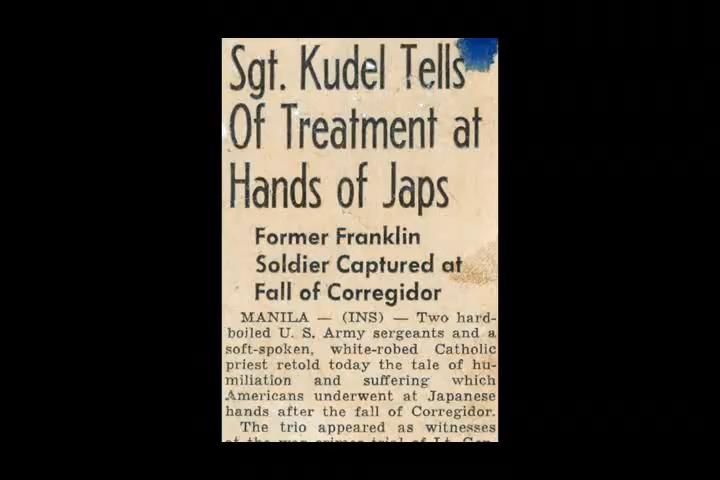 Sgt. Kudel Tells
Of Treatment at
Hands of Japs
Former Franklin
Soldier Captured at
Fall of Corregidor
MANILA — (INS) — Two hard-
boiled U. S. Army sergeants and a
soft-spoken, white-robed Catholic
priest retold today the tale of hu-
miliation and suffering which
Americans underwent at Japanese
hands after the fall of Corregidor.
The trio appeared as witnesses